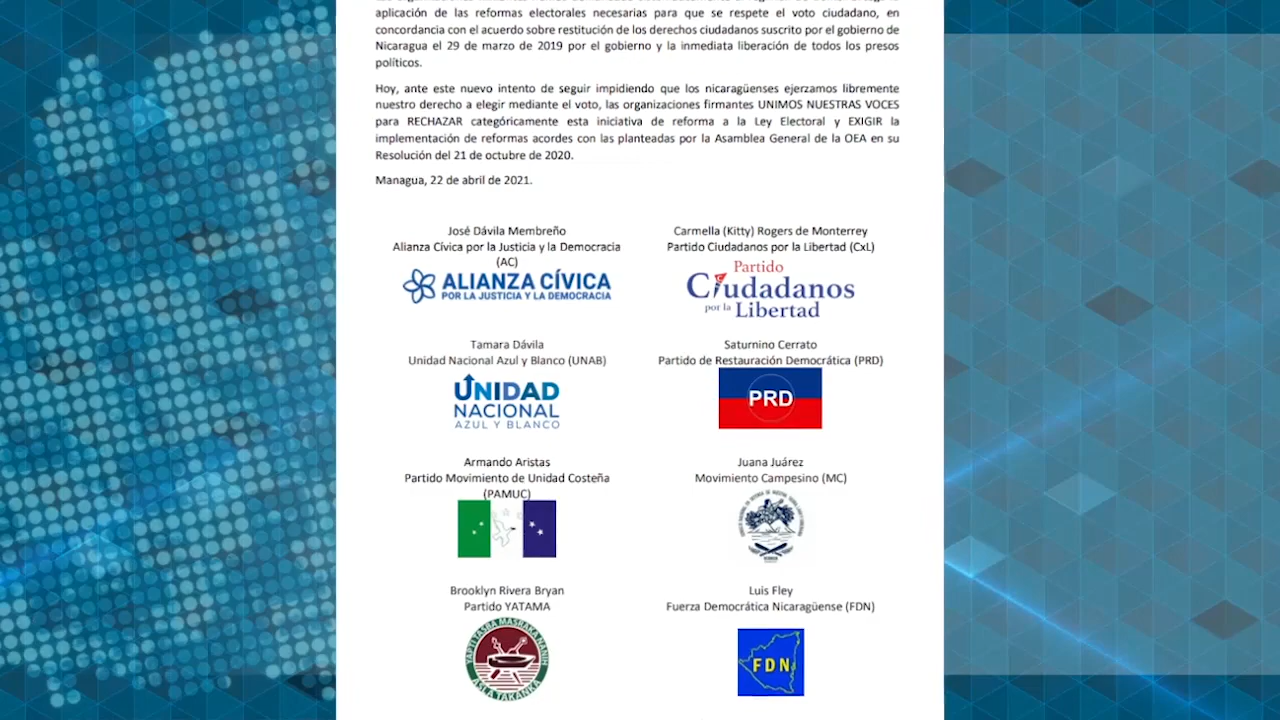 aplicación de las reformas electorales necesarias para que se respete el voto ciudadano, en
concordancia con el acuerdo sobre restitución de los derechos ciudadanos suscrito por el gobierno de
Nicaragua el 29 de marzo de 2019 por el gobierno y la inmediata liberación de todos los presos
políticos.
Hoy, ante este nuevo intento de seguir impidiendo que los nicaragüenses ejerzamos libremente
nuestro derecho a elegir mediante el voto, las organizaciones firmantes UNIMOS NUESTRAS VOCES
para RECHAZAR categóricamente esta iniciativa de reforma a la Ley Electoral y EXIGIR la
implementación de reformas acordes con las planteadas por la Asamblea General de la OEA en su
Resolución del 21 de octubre de 2020.
Managua, 22 de abril de 2021.
José Dávila Membreño
Alianza Cívica por la Justicia y la Democracia
(AC)
ALIANZA CÍVICA
POR LA JUSTICIA Y LA DEMOCRACIA
Carmella (Kitty) Rogers de Monterrey
Partido Ciudadanos por la Libertad (CxL)
Partido
Ciudadanos
por la Libertad
Tamara Dávila
Unidad Nacional Azul y Blanco (UNAB)
UNIDAD
NACIONAL
AZUL Y BLANCO
Saturnino Cerrato
Partido de Restauración Democrática (PRD)
PRD
Armando Aristas
Partido Movimiento de Unidad Costeña
(PAMUC)
Juana Juárez
Movimiento Campesino (MC)
Brooklyn Rivera Bryan
Partido YATAMA
YAPTI TASBA MASRAKA NANIH
ASLA TAKANKA
Luis Fley
Fuerza Democrática Nicaragüense (FDN)
FDN